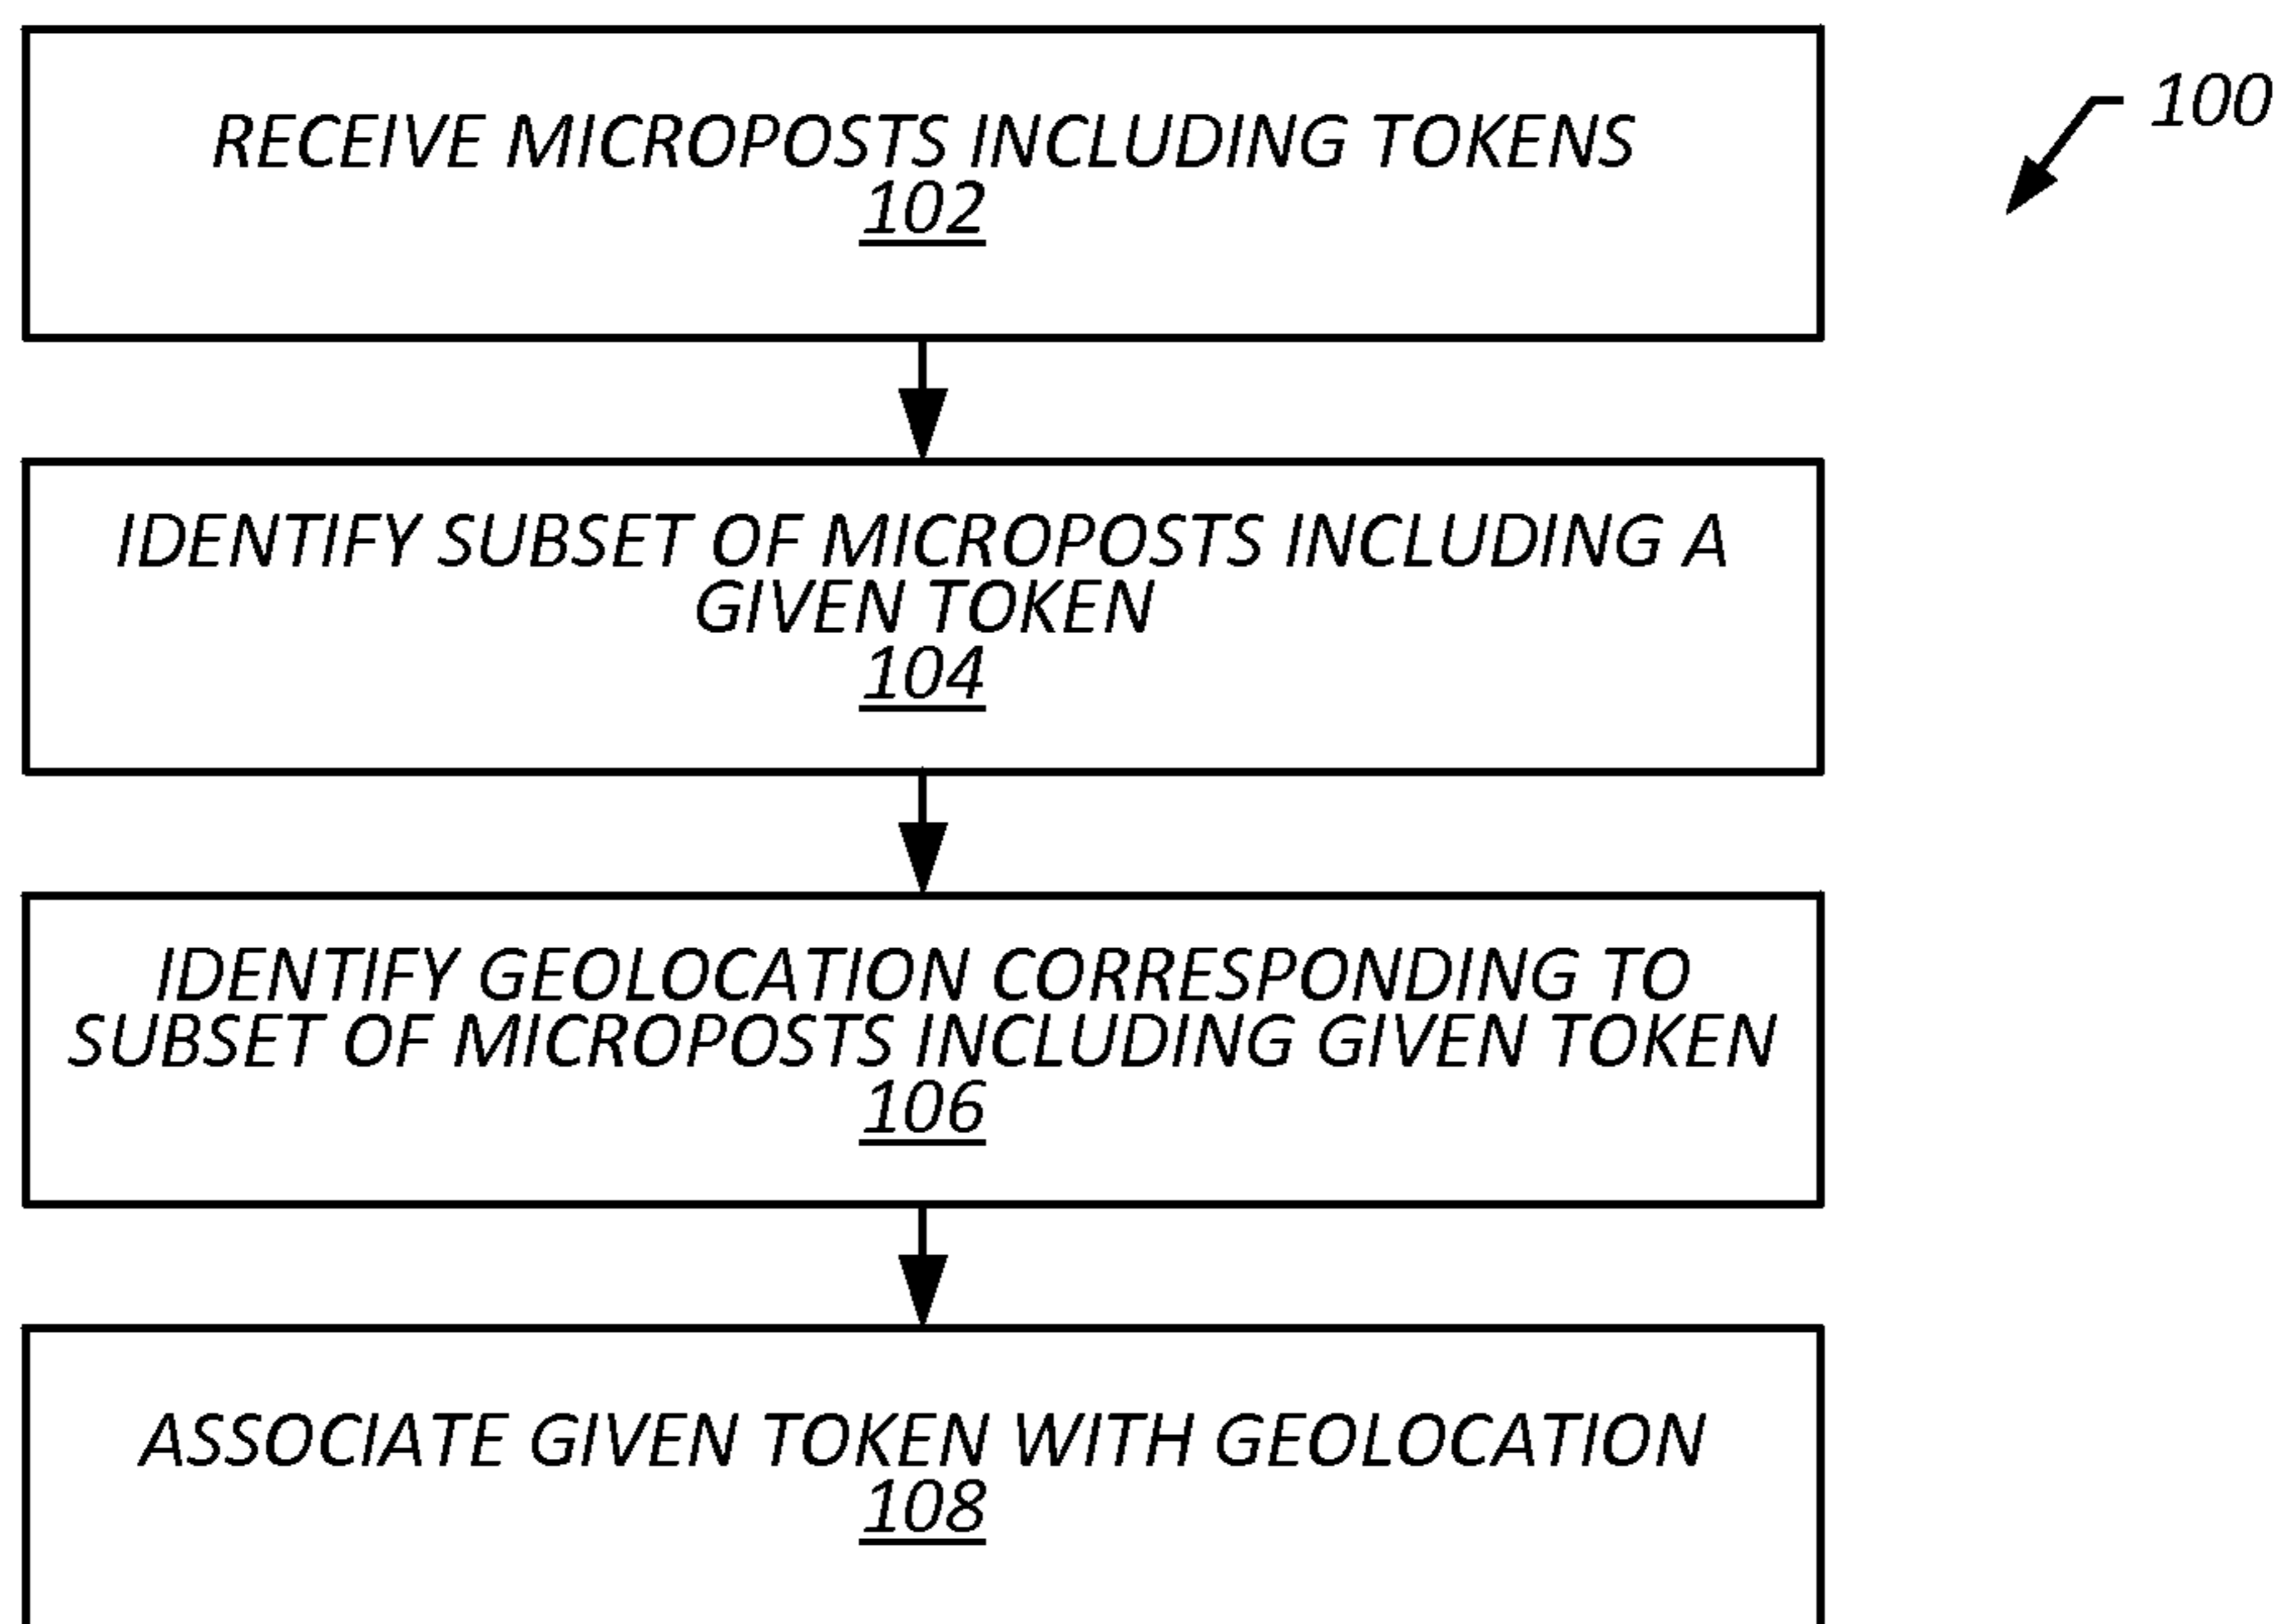 RECEIVE MICROPOSTS INCLUDING TOKENS
102
100
IDENTIFY SUBSET OF MICROPOSTS INCLUDING A
GIVEN TOKEN
104
IDENTIFY GEOLOCATION CORRESPONDING TO
SUBSET OF MICROPOSTS INCLUDING GIVEN TOKEN
106
ASSOCIATE GIVEN TOKEN WITH GEOLOCATION
108